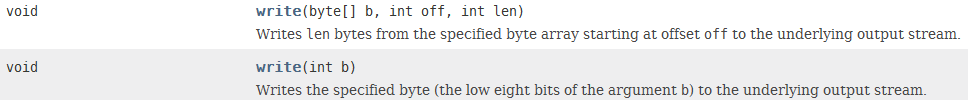 void write(byte[] b, int off, int len)
Writes len bytes from the specified byte array starting at offset off to the underlying output stream.
void write(int b)
Writes the specified byte (the low eight bits of the argument b) to the underlying output stream.